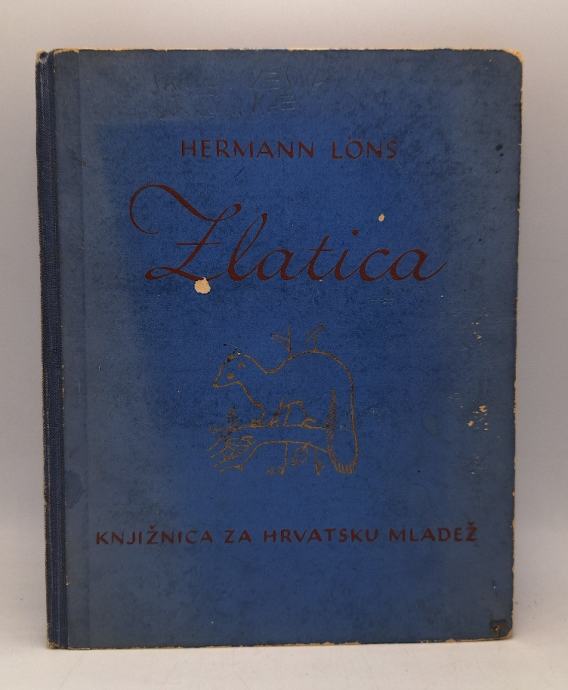 HERMANN LÖNS
Zlatica
KNJIŽNICA ZA HRVATSKU MLADEŽ